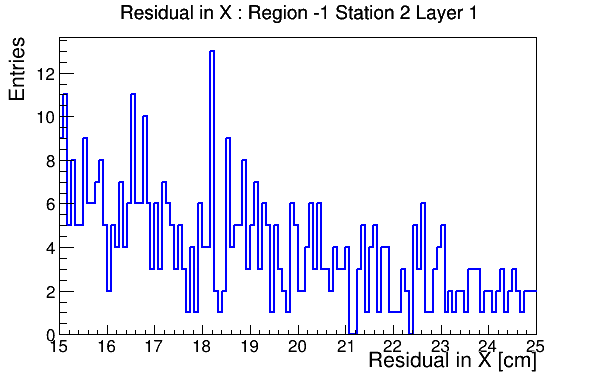 Residual in X : Region -1 Station 2 Layer 1
Entries
12
10
8
6
4
2
0
15 16 17 18 19 20 21 22 23 24 25
Residual in X [cm]